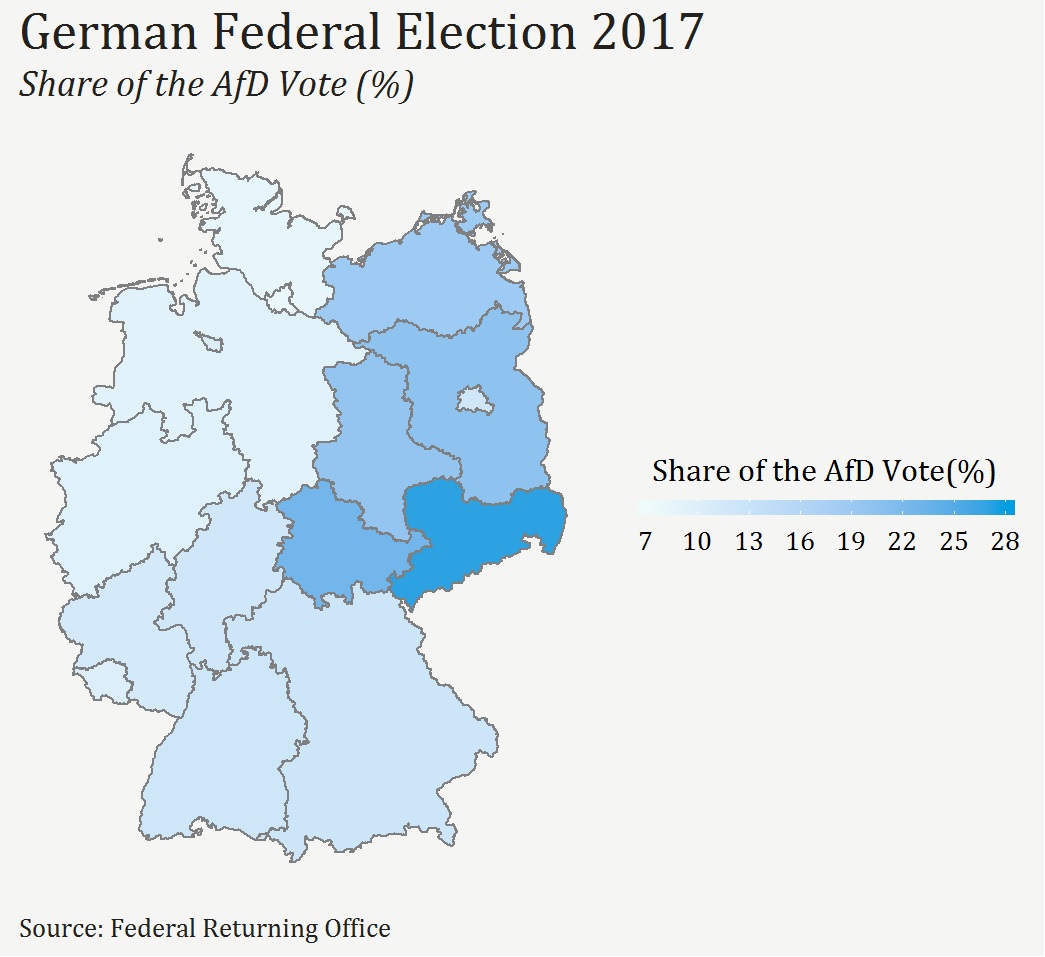 German Federal Election 2017
Share of the AfD Vote (%)
Share of the AfD Vote(%)
7 10 13 16 19 22 25 28
Source: Federal Returning Office